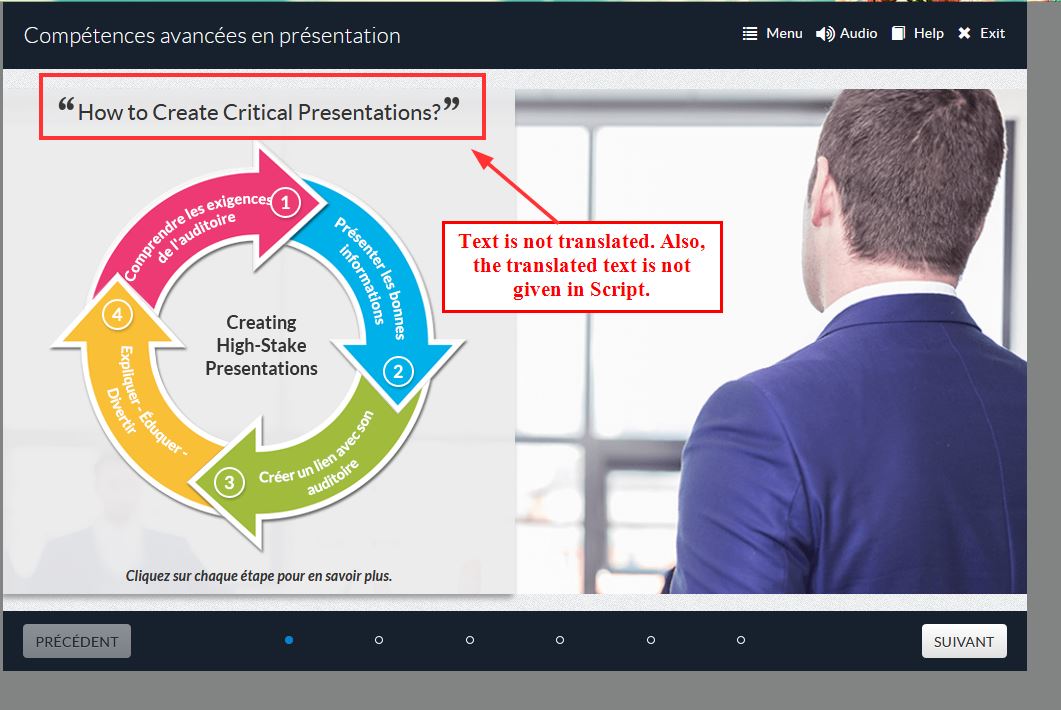 Compétences avancées en présentation
Menu Audio Help Exit
“How to Create Critical Presentations?”
Text is not translated. Also,
the translated text is not
given in Script.
1
Comprendre les exigences
de l'auditoire
Présenter les bonnes
informations
2
3
Créer un lien avec son
auditoire
4
Expliquer - Éduquer -
Divertir
Creating
High-Stake
Presentations
Cliquez sur chaque étape pour en savoir plus.
PRÉCÉDENT
SUIVANT